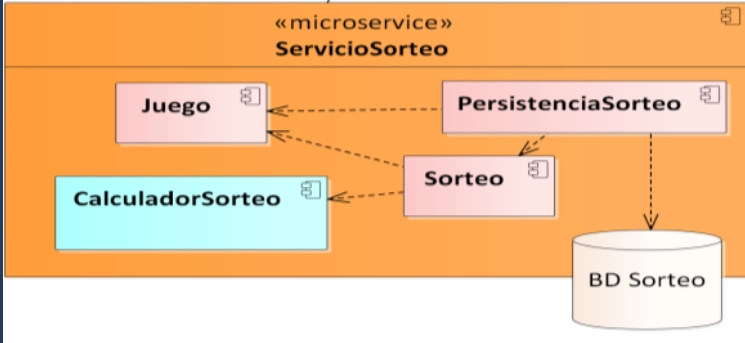 «microservice»
ServicioSorteo
Juego
PersistenciaSorteo
Sorteo
CalculadorSorteo
BD Sorteo